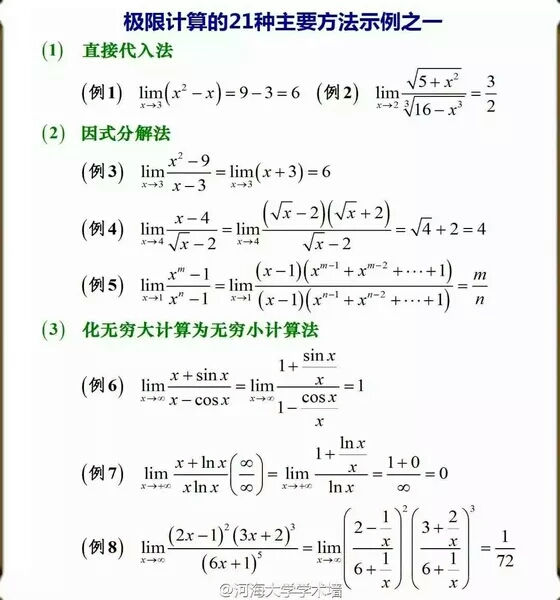 极限计算的21种主要方法示例之一
(1) 直接代入法
(例1) lim_{x→3}(x² − x) = 9 − 3 = 6 (例2) lim_{x→2} √(5 + x²) / ∛(16 − x³) = 3/2
(2) 因式分解法
(例3) lim_{x→3} (x² − 9)/(x − 3) = lim_{x→3}(x + 3) = 6
(例4) lim_{x→4} (x − 4)/(√x − 2) = lim_{x→4} (√x − 2)(√x + 2)/(√x − 2) = √4 + 2 = 4
(例5) lim_{x→1} (x^m − 1)/(x^n − 1) = lim_{x→1} (x − 1)(x^{m−1} + x^{m−2} + ⋯ + 1)/((x − 1)(x^{n−1} + x^{n−2} + ⋯ + 1)) = m/n
(3) 化无穷大计算为无穷小计算法
(例6) lim_{x→∞} (x + sin x)/(x − cos x) = lim_{x→∞} (1 + sin x/x)/(1 − cos x/x) = 1
(例7) lim_{x→+∞} (x + ln x)/(x ln x) (∞/∞) = lim_{x→+∞} (1 + ln x/x)/(ln x) = (1 + 0)/∞ = 0
(例8) lim_{x→∞} (2x − 1)²(3x + 2)³/(6x + 1)⁵ = lim_{x→∞} ((2 − 1/x)/(6 + 1/x))² ((3 + 2/x)/(6 + 1/x))³ = 1/72
@河海大学学术墙